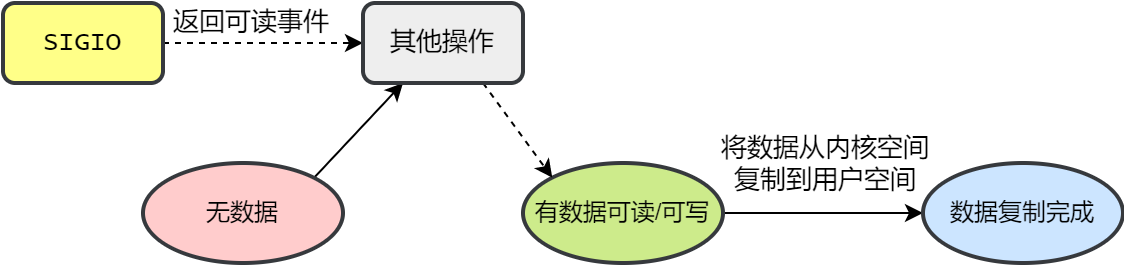 SIGIO
返回可读事件
其他操作
无数据
有数据可读/可写
将数据从内核空间
复制到用户空间
数据复制完成